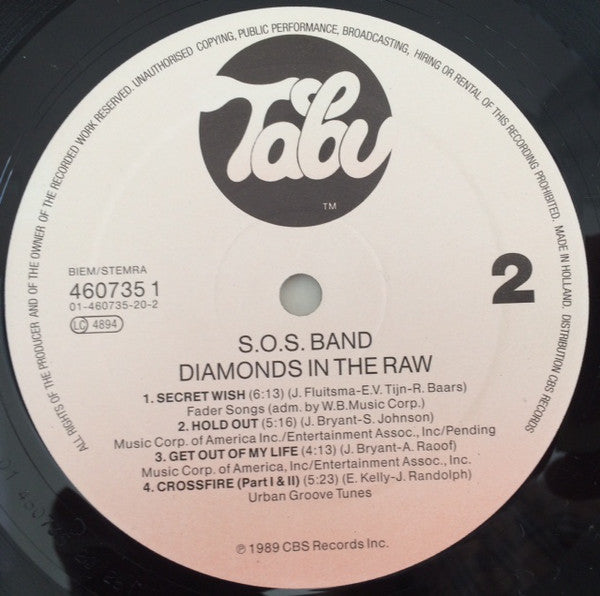 ALL RIGHTS OF THE PRODUCER AND OF THE OWNER OF THE RECORDED WORK RESERVED. UNAUTHORISED COPYING, PUBLIC PERFORMANCE, BROADCASTING, HIRING OR RENTAL OF THIS RECORDING PROHIBITED. MADE IN HOLLAND. DISTRIBUTION CBS RECORDS
Tabu
TM
BIEM/STEMRA
460735 1
01-460735-20-2
LC 4894
2
S.O.S. BAND
DIAMONDS IN THE RAW
1. SECRET WISH (6:13) (J. Fluitsma-E.V. Tijn-R. Baars)
Fader Songs (adm. by W.B.Music Corp.)
2. HOLD OUT (5:16) (J. Bryant-S. Johnson)
Music Corp. of America Inc./Entertainment Assoc., Inc/Pending
3. GET OUT OF MY LIFE (4:13) (J. Bryant-A. Raoof)
Music Corp. of America, Inc/Entertainment Assoc., Inc.
4. CROSSFIRE (Part I & II) (5:23) (E. Kelly-J. Randolph)
Urban Groove Tunes
℗ 1989 CBS Records Inc.